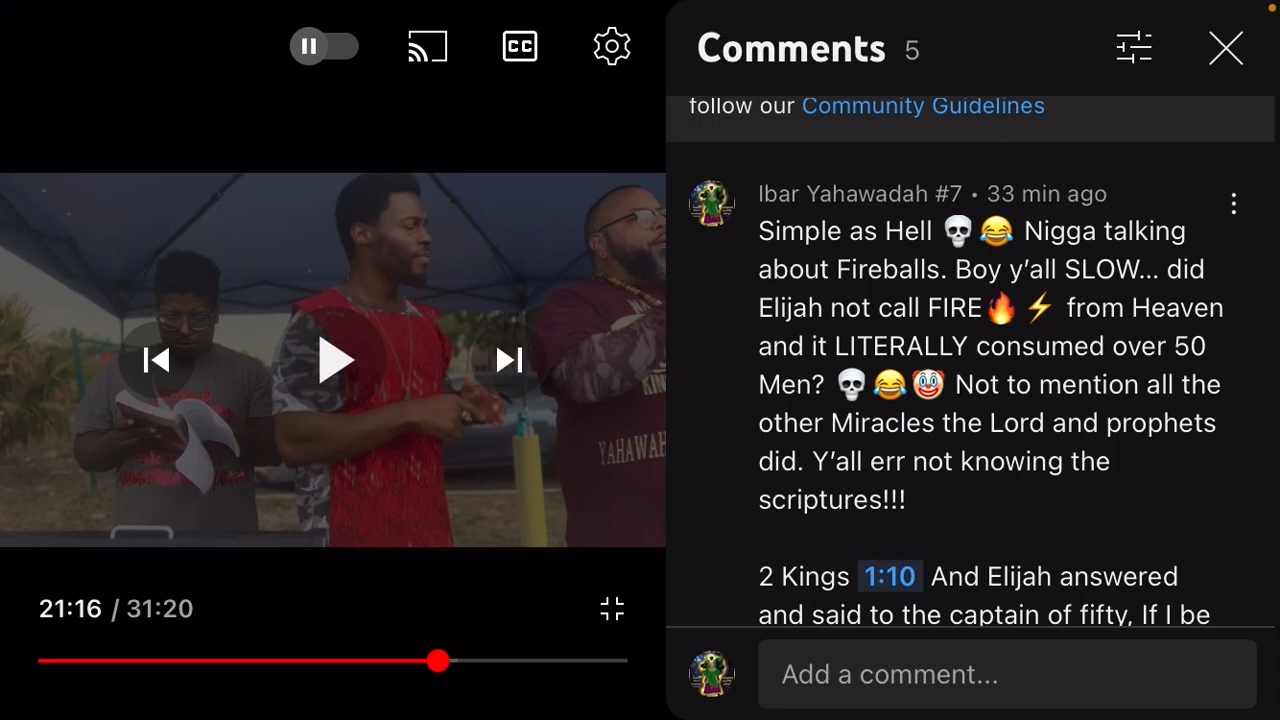 CC
Comments 5
follow our Community Guidelines
Ibar Yahawadah #7 • 33 min ago
Simple as Hell 💀😂 Nigga talking
about Fireballs. Boy y’all SLOW... did
Elijah not call FIRE🔥⚡ from Heaven
and it LITERALLY consumed over 50
Men? 💀😂🤡 Not to mention all the
other Miracles the Lord and prophets
did. Y’all err not knowing the
scriptures!!!
2 Kings 1:10 And Elijah answered
and said to the captain of fifty, If I be
YAHAWAH
21:16 / 31:20
Add a comment...